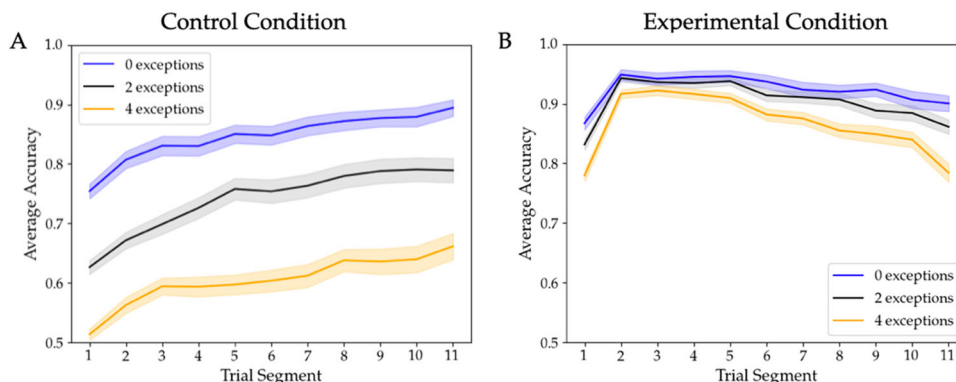 Control Condition
A
1.0
0.9
0.8
0.7
0.6
0.5
Average Accuracy
0 exceptions
2 exceptions
4 exceptions
1 2 3 4 5 6 7 8 9 10 11
Trial Segment
Experimental Condition
B
1.0
0.9
0.8
0.7
0.6
0.5
Average Accuracy
0 exceptions
2 exceptions
4 exceptions
1 2 3 4 5 6 7 8 9 10 11
Trial Segment